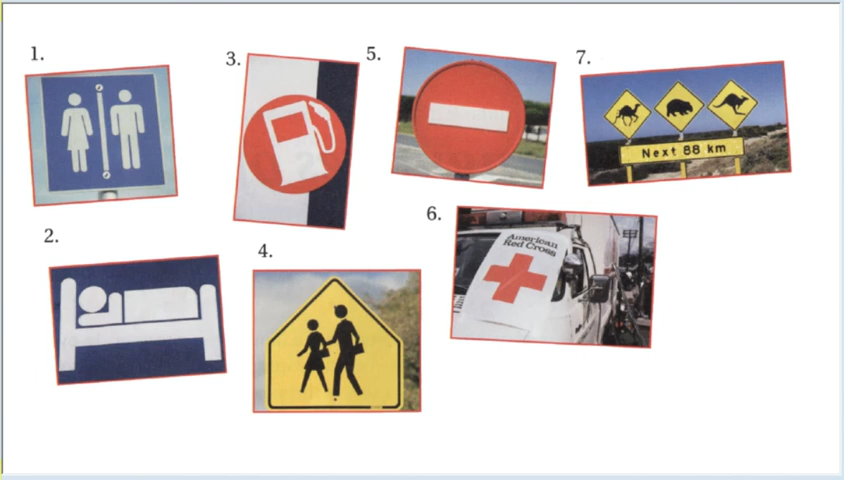 1.
3.
5.
7.
Next 88 km
2.
4.
6.
American
Red Cross